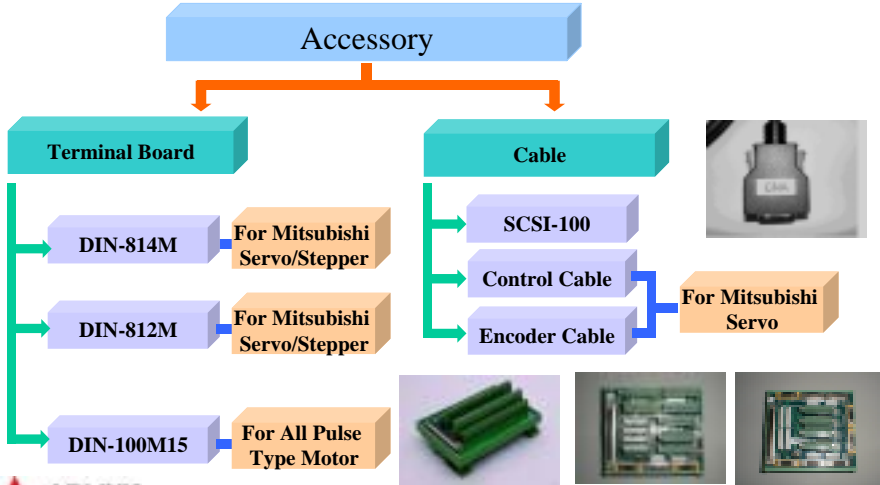 Accessory
Terminal Board
Cable
DIN-814M
For Mitsubishi
Servo/Stepper
DIN-812M
For Mitsubishi
Servo/Stepper
DIN-100M15
For All Pulse
Type Motor
SCSI-100
Control Cable
Encoder Cable
For Mitsubishi
Servo